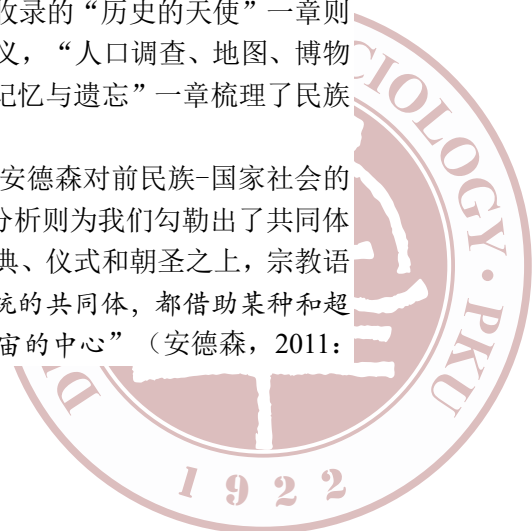 收录的“历史的天使”一章则
义，“人口调查、地图、博物
记忆与遗忘”一章梳理了民族
安德森对前民族-国家社会的
分析则为我们勾勒出了共同体
典、仪式和朝圣之上，宗教语
统的共同体，都借助某种和超
宙的中心”（安德森，2011：
CIOLOGY·PKU
D
1922